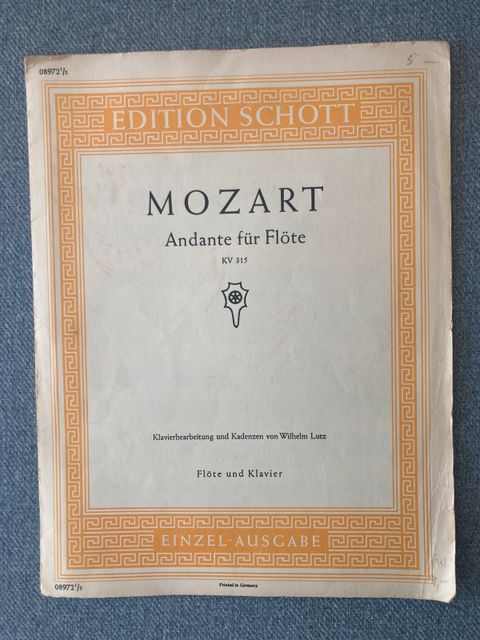 08972¹/₂
5 —
EDITION SCHOTT
MOZART
Andante für Flöte
KV 315
Klavierbearbeitung und Kadenzen von Wilhelm Lutz
Flöte und Klavier
EINZEL-AUSGABE
08972¹/₂
Printed in Germany